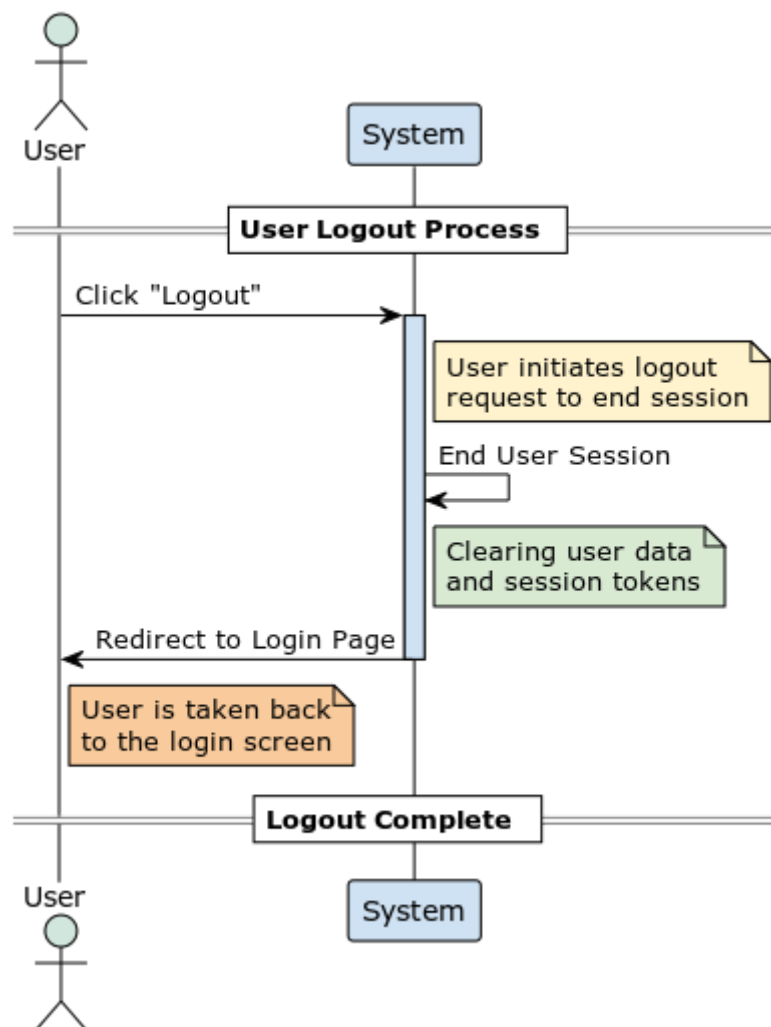 User
System
User Logout Process
Click "Logout"
User initiates logout
request to end session
End User Session
Clearing user data
and session tokens
Redirect to Login Page
User is taken back
to the login screen
Logout Complete
User
System